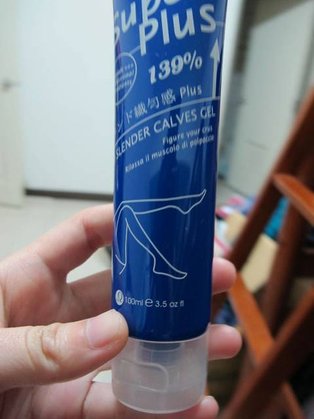 Plus
139%
纖勻感 Plus
SLENDER CALVES GEL
Figure your Cruz
Rilassa il muscolo di polpaccio
100ml ℮ 3.5 oz fl